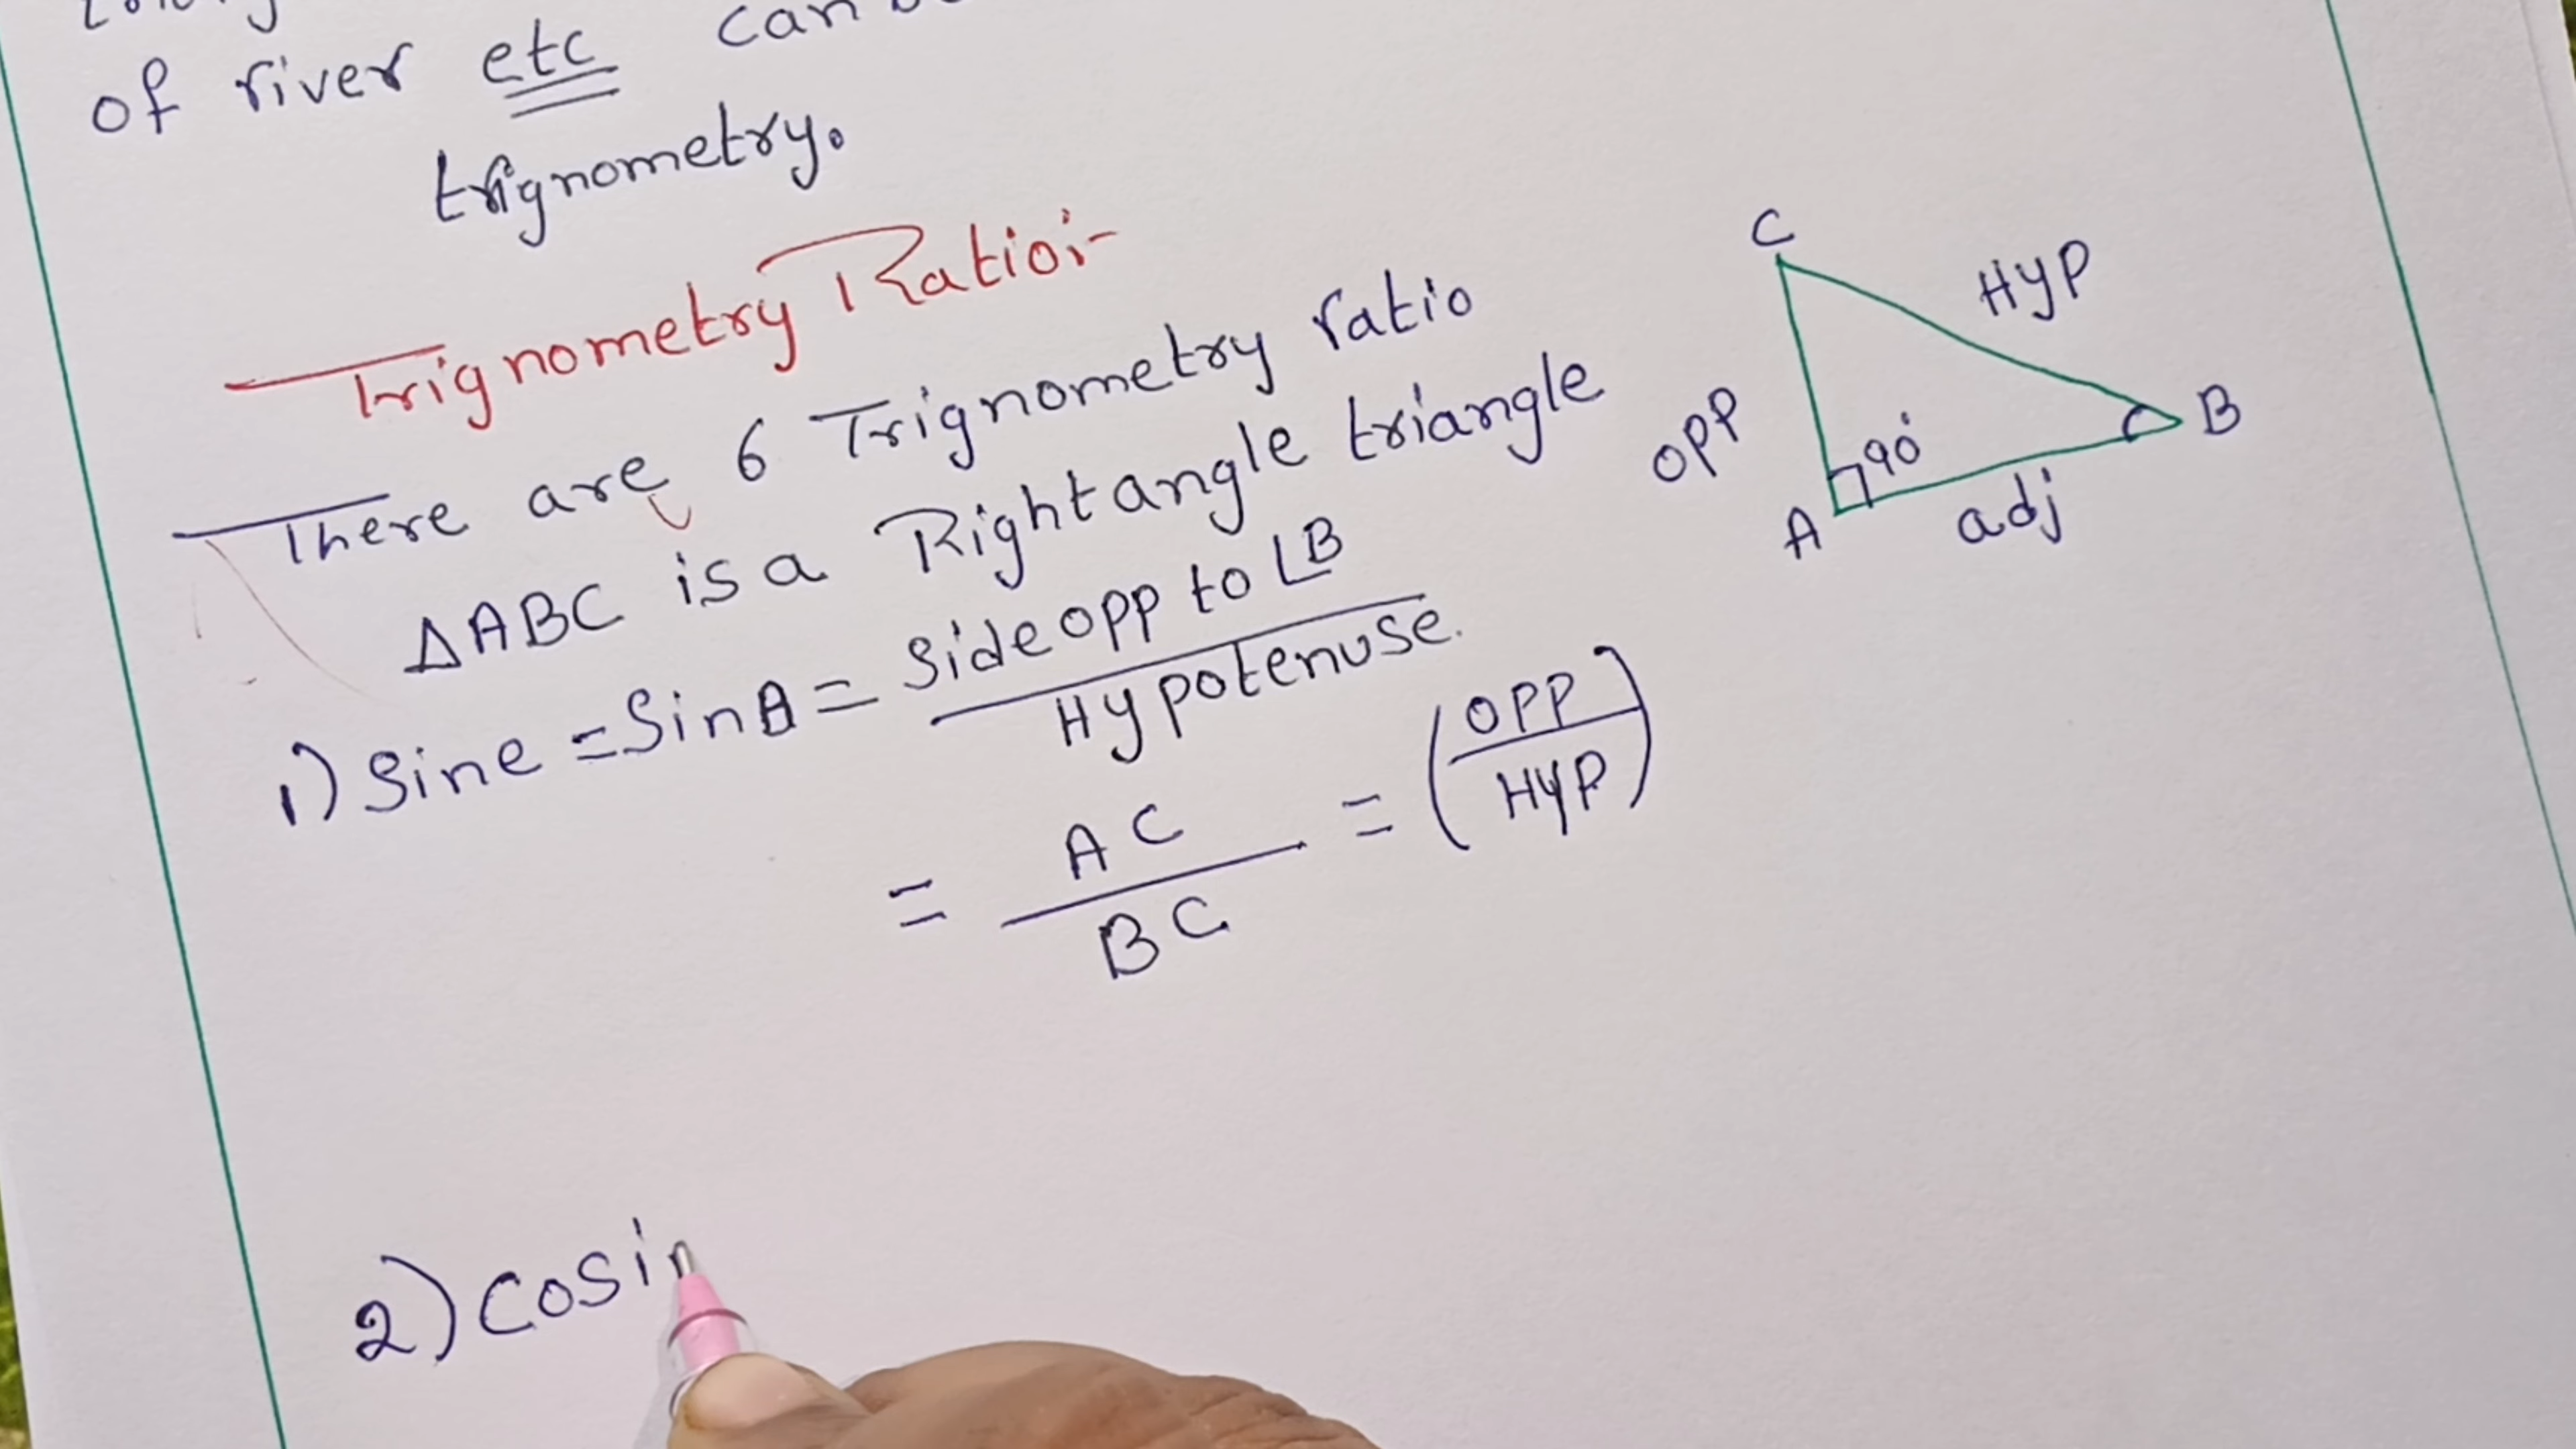 of river etc can
trignometry.
Trignometry Ratio:-
There are 6 Trignometry ratio
ΔABC is a Right angle triangle
1) Sine = Sin θ = Side opp to ∠B / Hypotenuse.
= AC / BC = (OPP / HYP)
2) Cosin
C
HYP
OPP
B
90°
A
adj